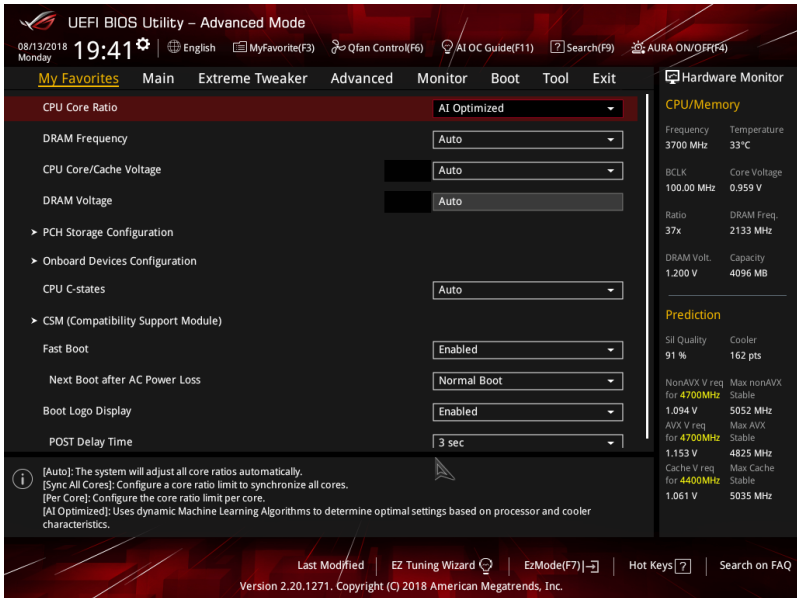 UEFI BIOS Utility – Advanced Mode
08/13/2018
Monday
19:41
English
MyFavorite(F3)
Qfan Control(F6)
AI OC Guide(F11)
Search(F9)
AURA ON/OFF(F4)
My Favorites
Main
Extreme Tweaker
Advanced
Monitor
Boot
Tool
Exit
Hardware Monitor
CPU Core Ratio
AI Optimized
DRAM Frequency
Auto
CPU Core/Cache Voltage
Auto
DRAM Voltage
Auto
PCH Storage Configuration
Onboard Devices Configuration
CPU C-states
Auto
CSM (Compatibility Support Module)
Fast Boot
Enabled
Next Boot after AC Power Loss
Normal Boot
Boot Logo Display
Enabled
POST Delay Time
3 sec
CPU/Memory
Frequency Temperature
3700 MHz 33°C
BCLK Core Voltage
100.00 MHz 0.959 V
Ratio DRAM Freq.
37x 2133 MHz
DRAM Volt. Capacity
1.200 V 4096 MB
Prediction
Sil Quality Cooler
91 % 162 pts
NonAVX V req Max nonAVX
for 4700MHz Stable
1.094 V 5052 MHz
AVX V req Max AVX
for 4700MHz Stable
1.153 V 4825 MHz
Cache V req Max Cache
for 4400MHz Stable
1.061 V 5035 MHz
[Auto]: The system will adjust all core ratios automatically.
[Sync All Cores]: Configure a core ratio limit to synchronize all cores.
[Per Core]: Configure the core ratio limit per core.
[AI Optimized]: Uses dynamic Machine Learning Algorithms to determine optimal settings based on processor and cooler
characteristics.
Last Modified
EZ Tuning Wizard
EzMode(F7)
Hot Keys ?
Search on FAQ
Version 2.20.1271. Copyright (C) 2018 American Megatrends, Inc.